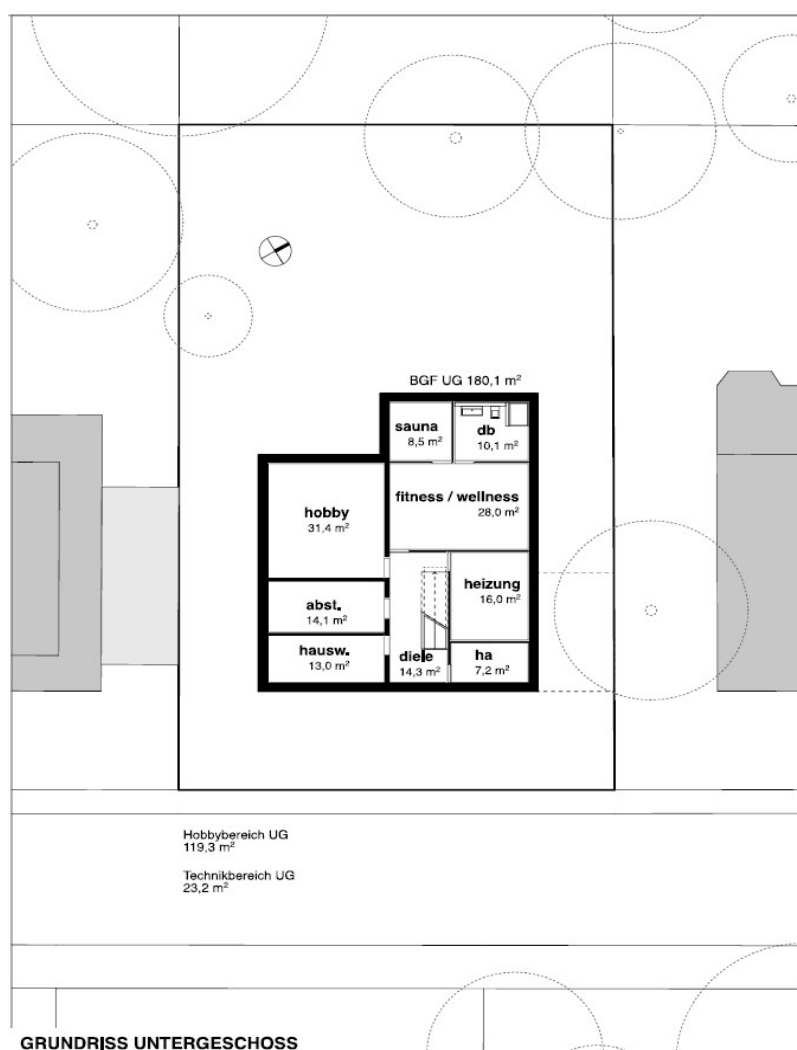 BGF UG 180,1 m²
sauna
8,5 m²
db
10,1 m²
fitness / wellness
28,0 m²
hobby
31,4 m²
heizung
16,0 m²
abst.
14,1 m²
hausw.
13,0 m²
diele
14,3 m²
ha
7,2 m²
Hobbybereich UG
119,3 m²
Technikbereich UG
23,2 m²
GRUNDRISS UNTERGESCHOSS